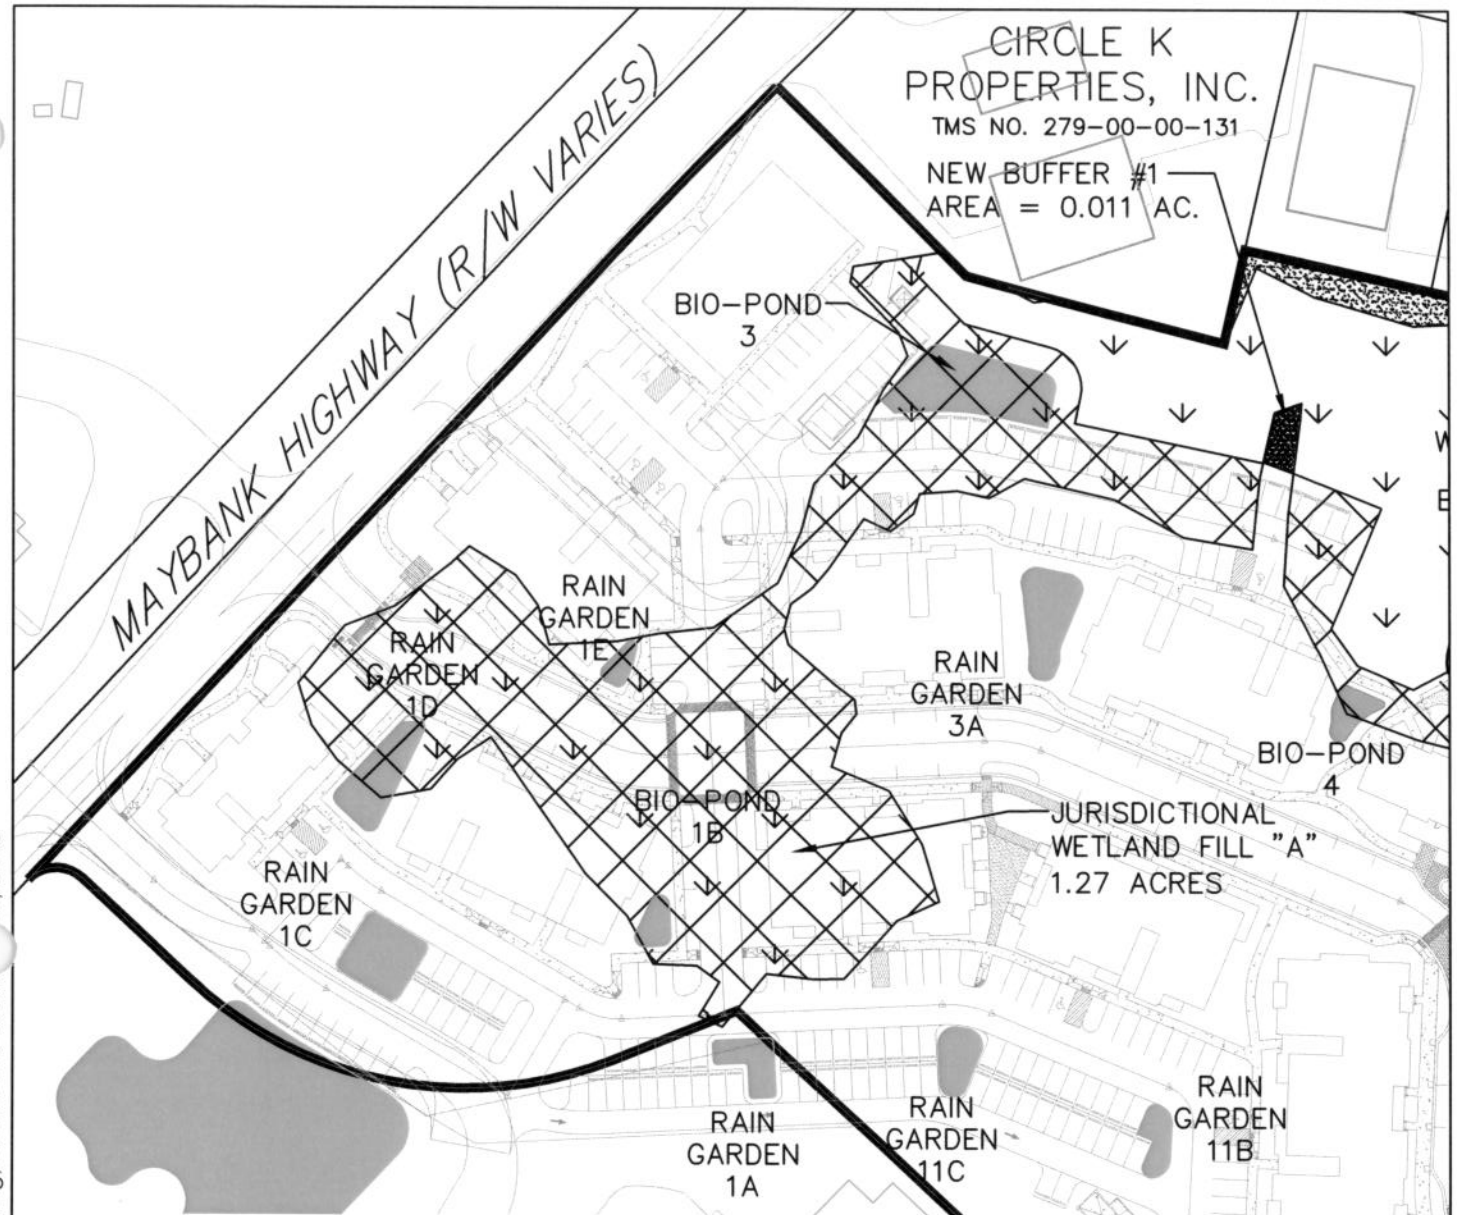 CIRCLE K
PROPERTIES, INC.
TMS NO. 279-00-00-131
NEW BUFFER #1
AREA = 0.011 AC.
MAYBANK HIGHWAY (R/W VARIES)
BIO-POND
3
W
E
RAIN
GARDEN
1E
RAIN
GARDEN
1D
RAIN
GARDEN
3A
BIO-POND
4
BIO-POND
1B
JURISDICTIONAL
WETLAND FILL "A"
1.27 ACRES
RAIN
GARDEN
1C
RAIN
GARDEN
1A
RAIN
GARDEN
11C
RAIN
GARDEN
11B